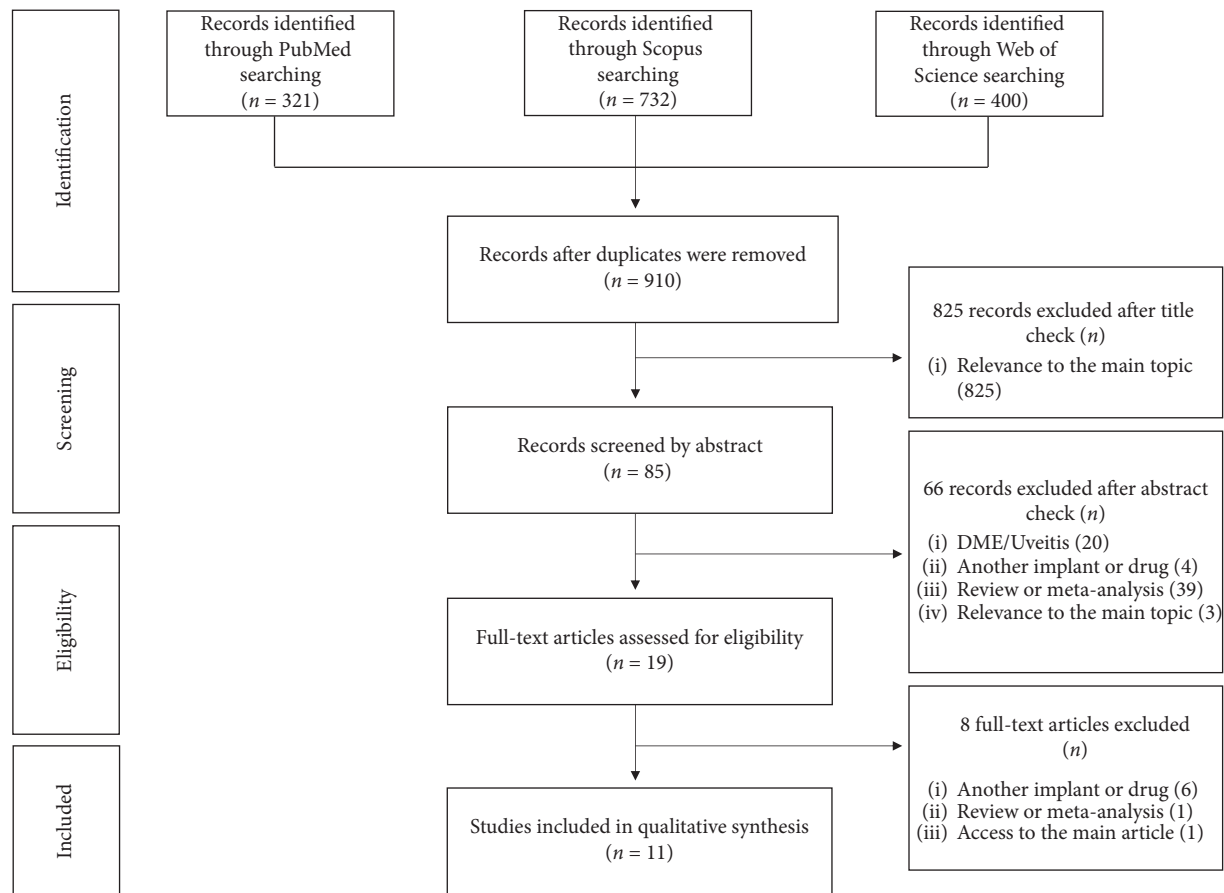 Identification
Records identified
through PubMed
searching
(n = 321)
Records identified
through Scopus
searching
(n = 732)
Records identified
through Web of
Science searching
(n = 400)
Records after duplicates were removed
(n = 910)
825 records excluded after title
check (n)
(i) Relevance to the main topic
(825)
Screening
Records screened by abstract
(n = 85)
66 records excluded after abstract
check (n)
(i) DME/Uveitis (20)
(ii) Another implant or drug (4)
(iii) Review or meta-analysis (39)
(iv) Relevance to the main topic (3)
Eligibility
Full-text articles assessed for eligibility
(n = 19)
8 full-text articles excluded
(n)
(i) Another implant or drug (6)
(ii) Review or meta-analysis (1)
(iii) Access to the main article (1)
Included
Studies included in qualitative synthesis
(n = 11)